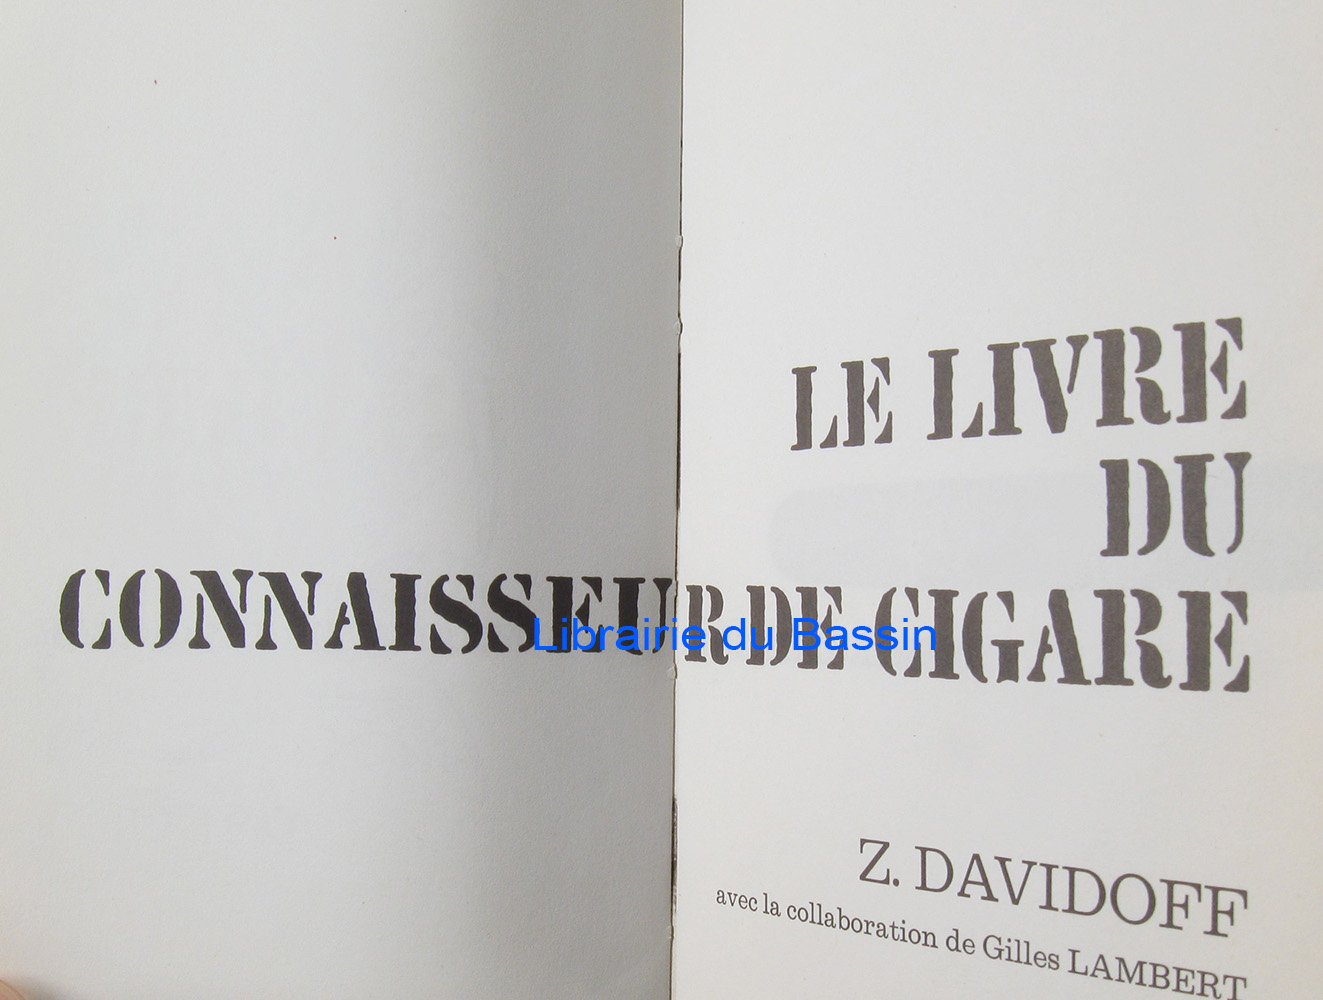 LE LIVRE
DU
CONNAISSEUR DE CIGARE
Librairie du Bassin
Z. DAVIDOFF
avec la collaboration de Gilles LAMBERT